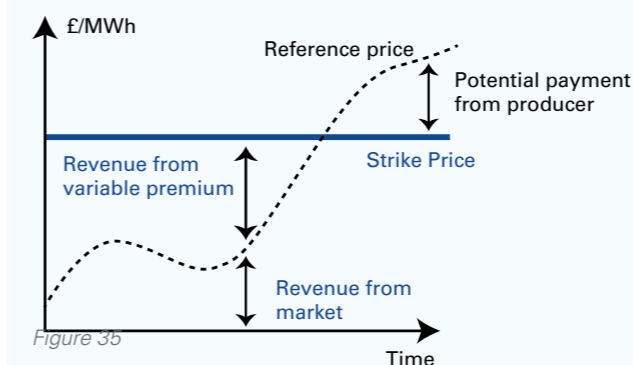 £/MWh
Reference price
Potential payment
from producer
Strike Price
Revenue from
variable premium
Revenue from
market
Figure 35
Time